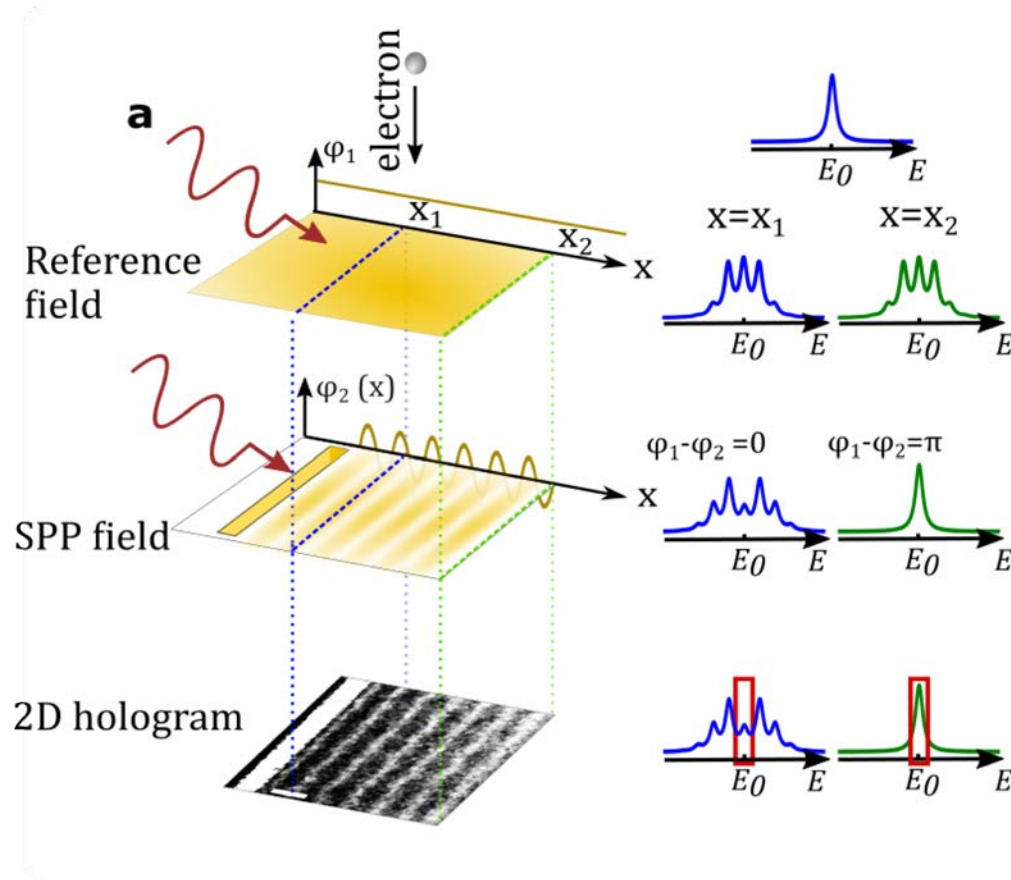 a
electron
φ₁
E₀ E
x₁
x₂
x
x=x₁ x=x₂
Reference
field
E₀ E
E₀ E
φ₂ (x)
x
φ₁-φ₂ =0 φ₁-φ₂=π
SPP field
E₀ E
E₀ E
2D hologram
E₀ E
E₀ E